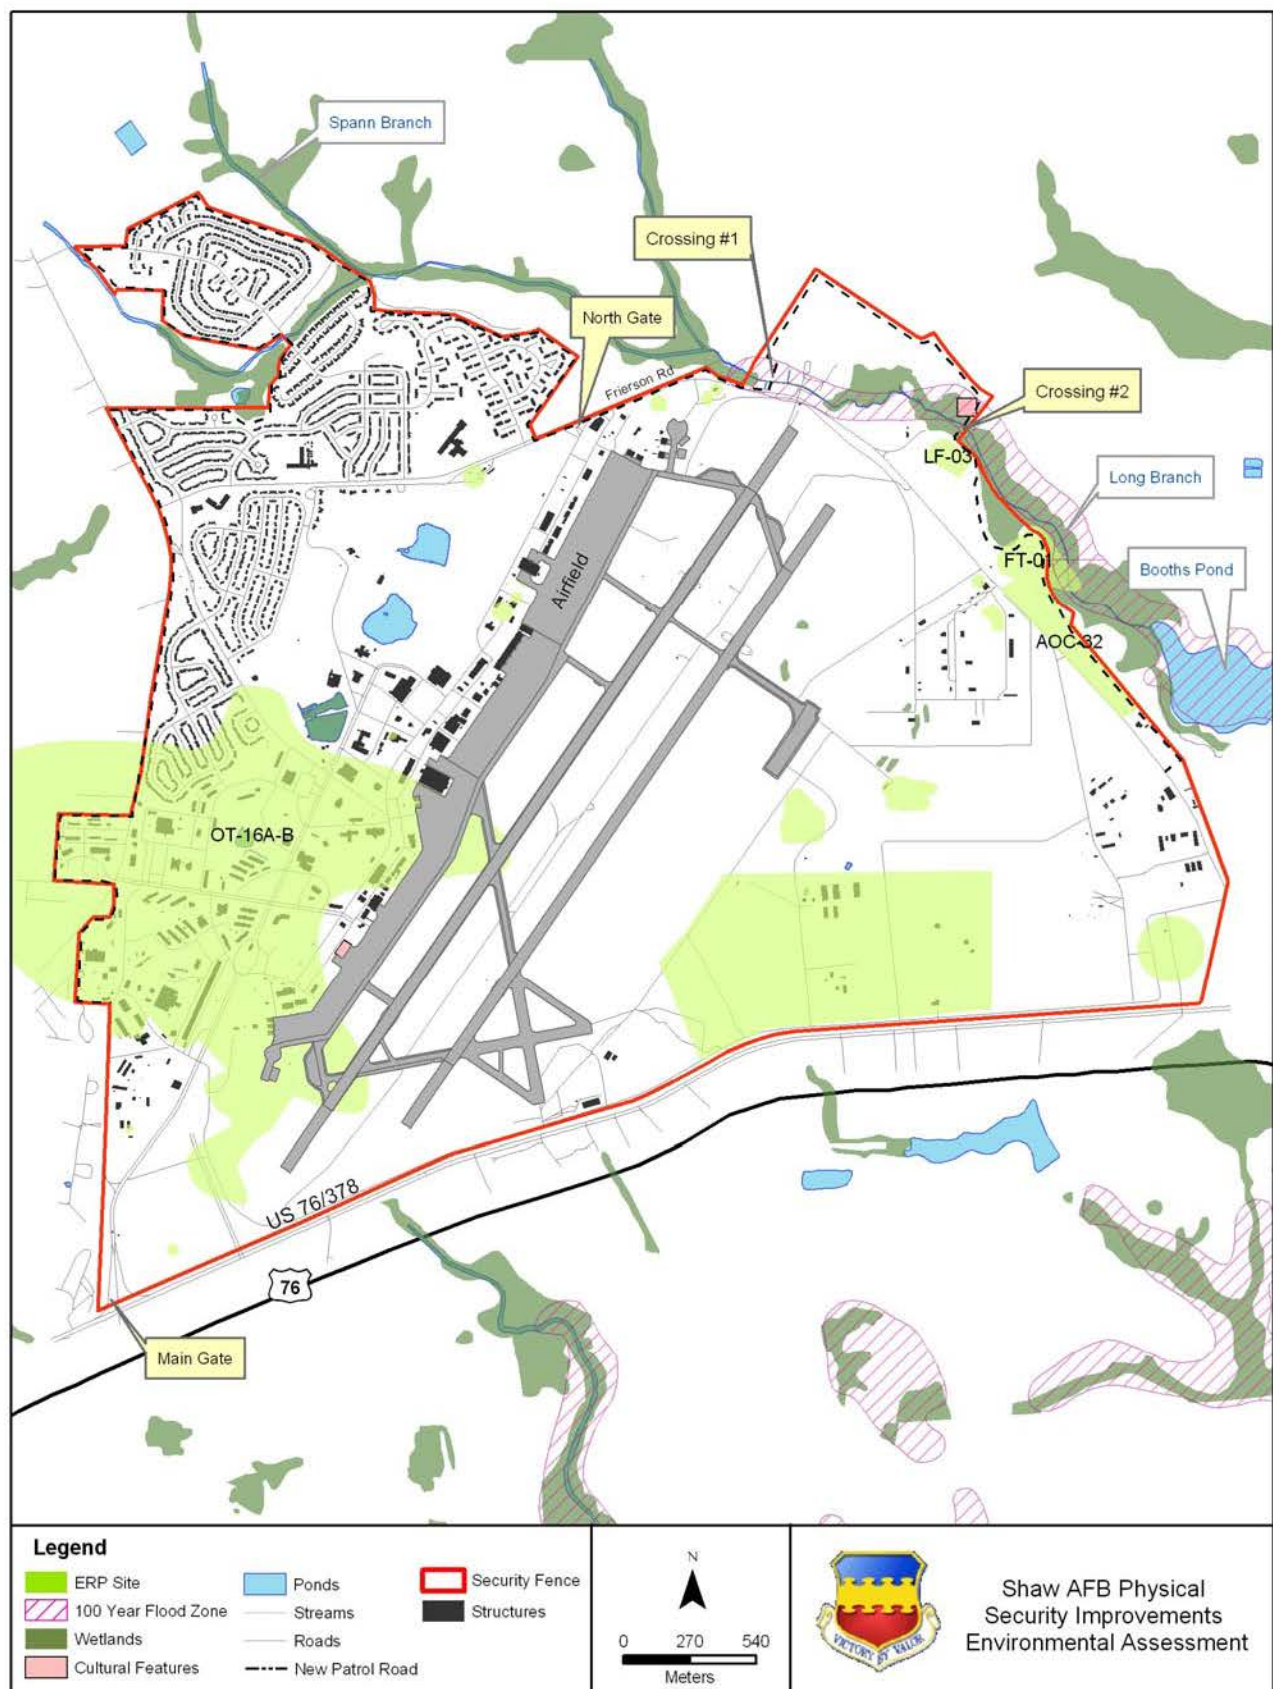 Spann Branch
Crossing #1
North Gate
Frierson Rd
Crossing #2
LF-03
Long Branch
FT-01
Booths Pond
Airfield
AOC-32
OT-16A-B
US 76/378
76
Main Gate
Legend
ERP Site
100 Year Flood Zone
Wetlands
Cultural Features
Ponds
Streams
Roads
New Patrol Road
Security Fence
Structures
N
0 270 540
Meters
VICTORY BY VALOR
Shaw AFB Physical
Security Improvements
Environmental Assessment